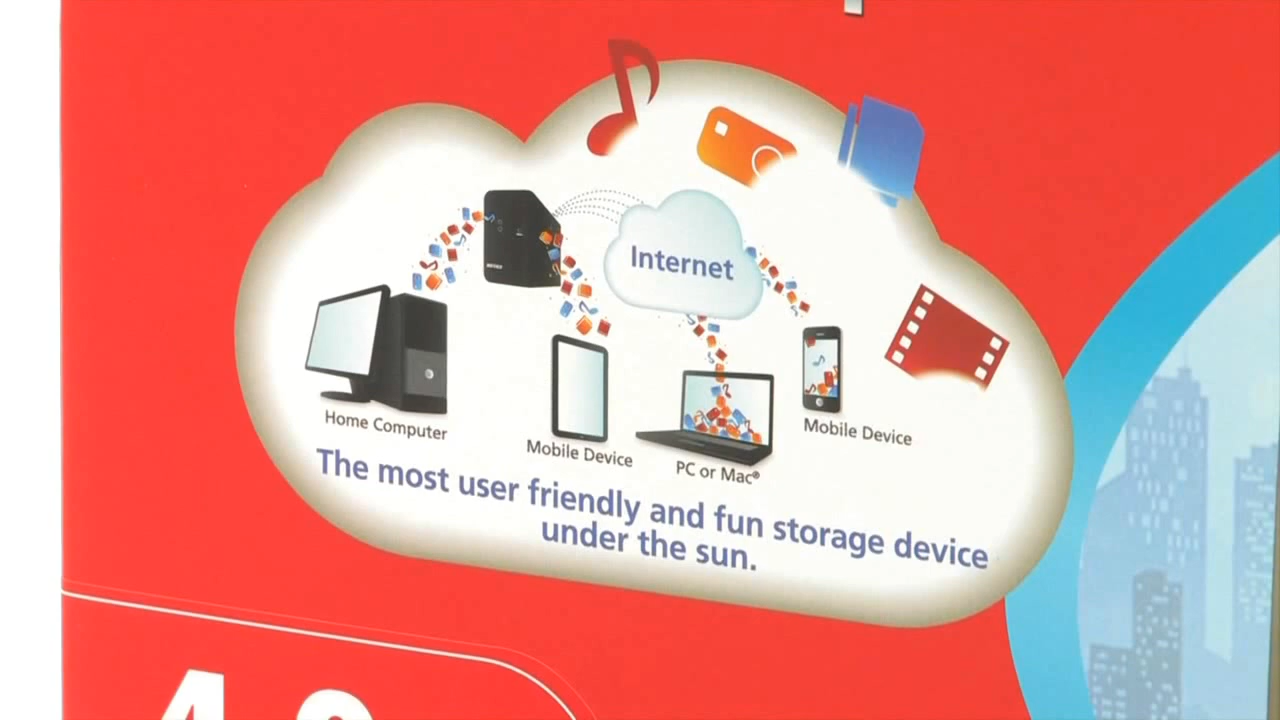 Internet
Home Computer
Mobile Device
PC or Mac®
Mobile Device
The most user friendly and fun storage device
under the sun.